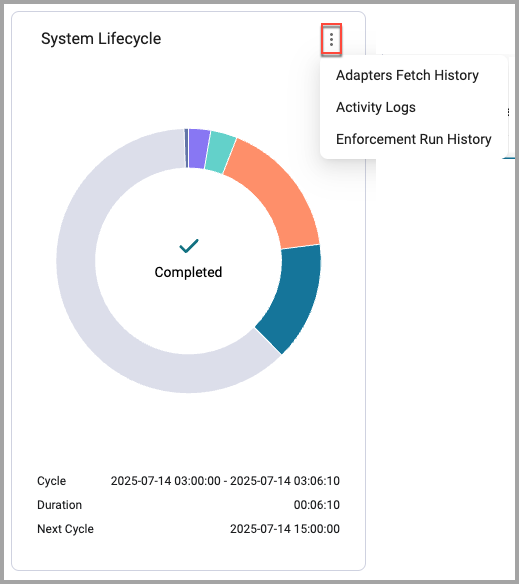 System Lifecycle
Adapters Fetch History
Activity Logs
Enforcement Run History
Completed
Cycle 2025-07-14 03:00:00 - 2025-07-14 03:06:10
Duration 00:06:10
Next Cycle 2025-07-14 15:00:00